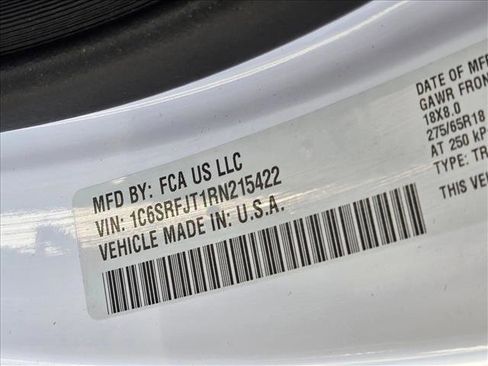 MFD BY: FCA US LLC
VIN: 1C6SRFJT1RN215422
VEHICLE MADE IN: U.S.A.
DATE OF MFR
GAWR FRON
18X8.0
275/65R18
AT 250 kP
TYPE: TR
THIS VE